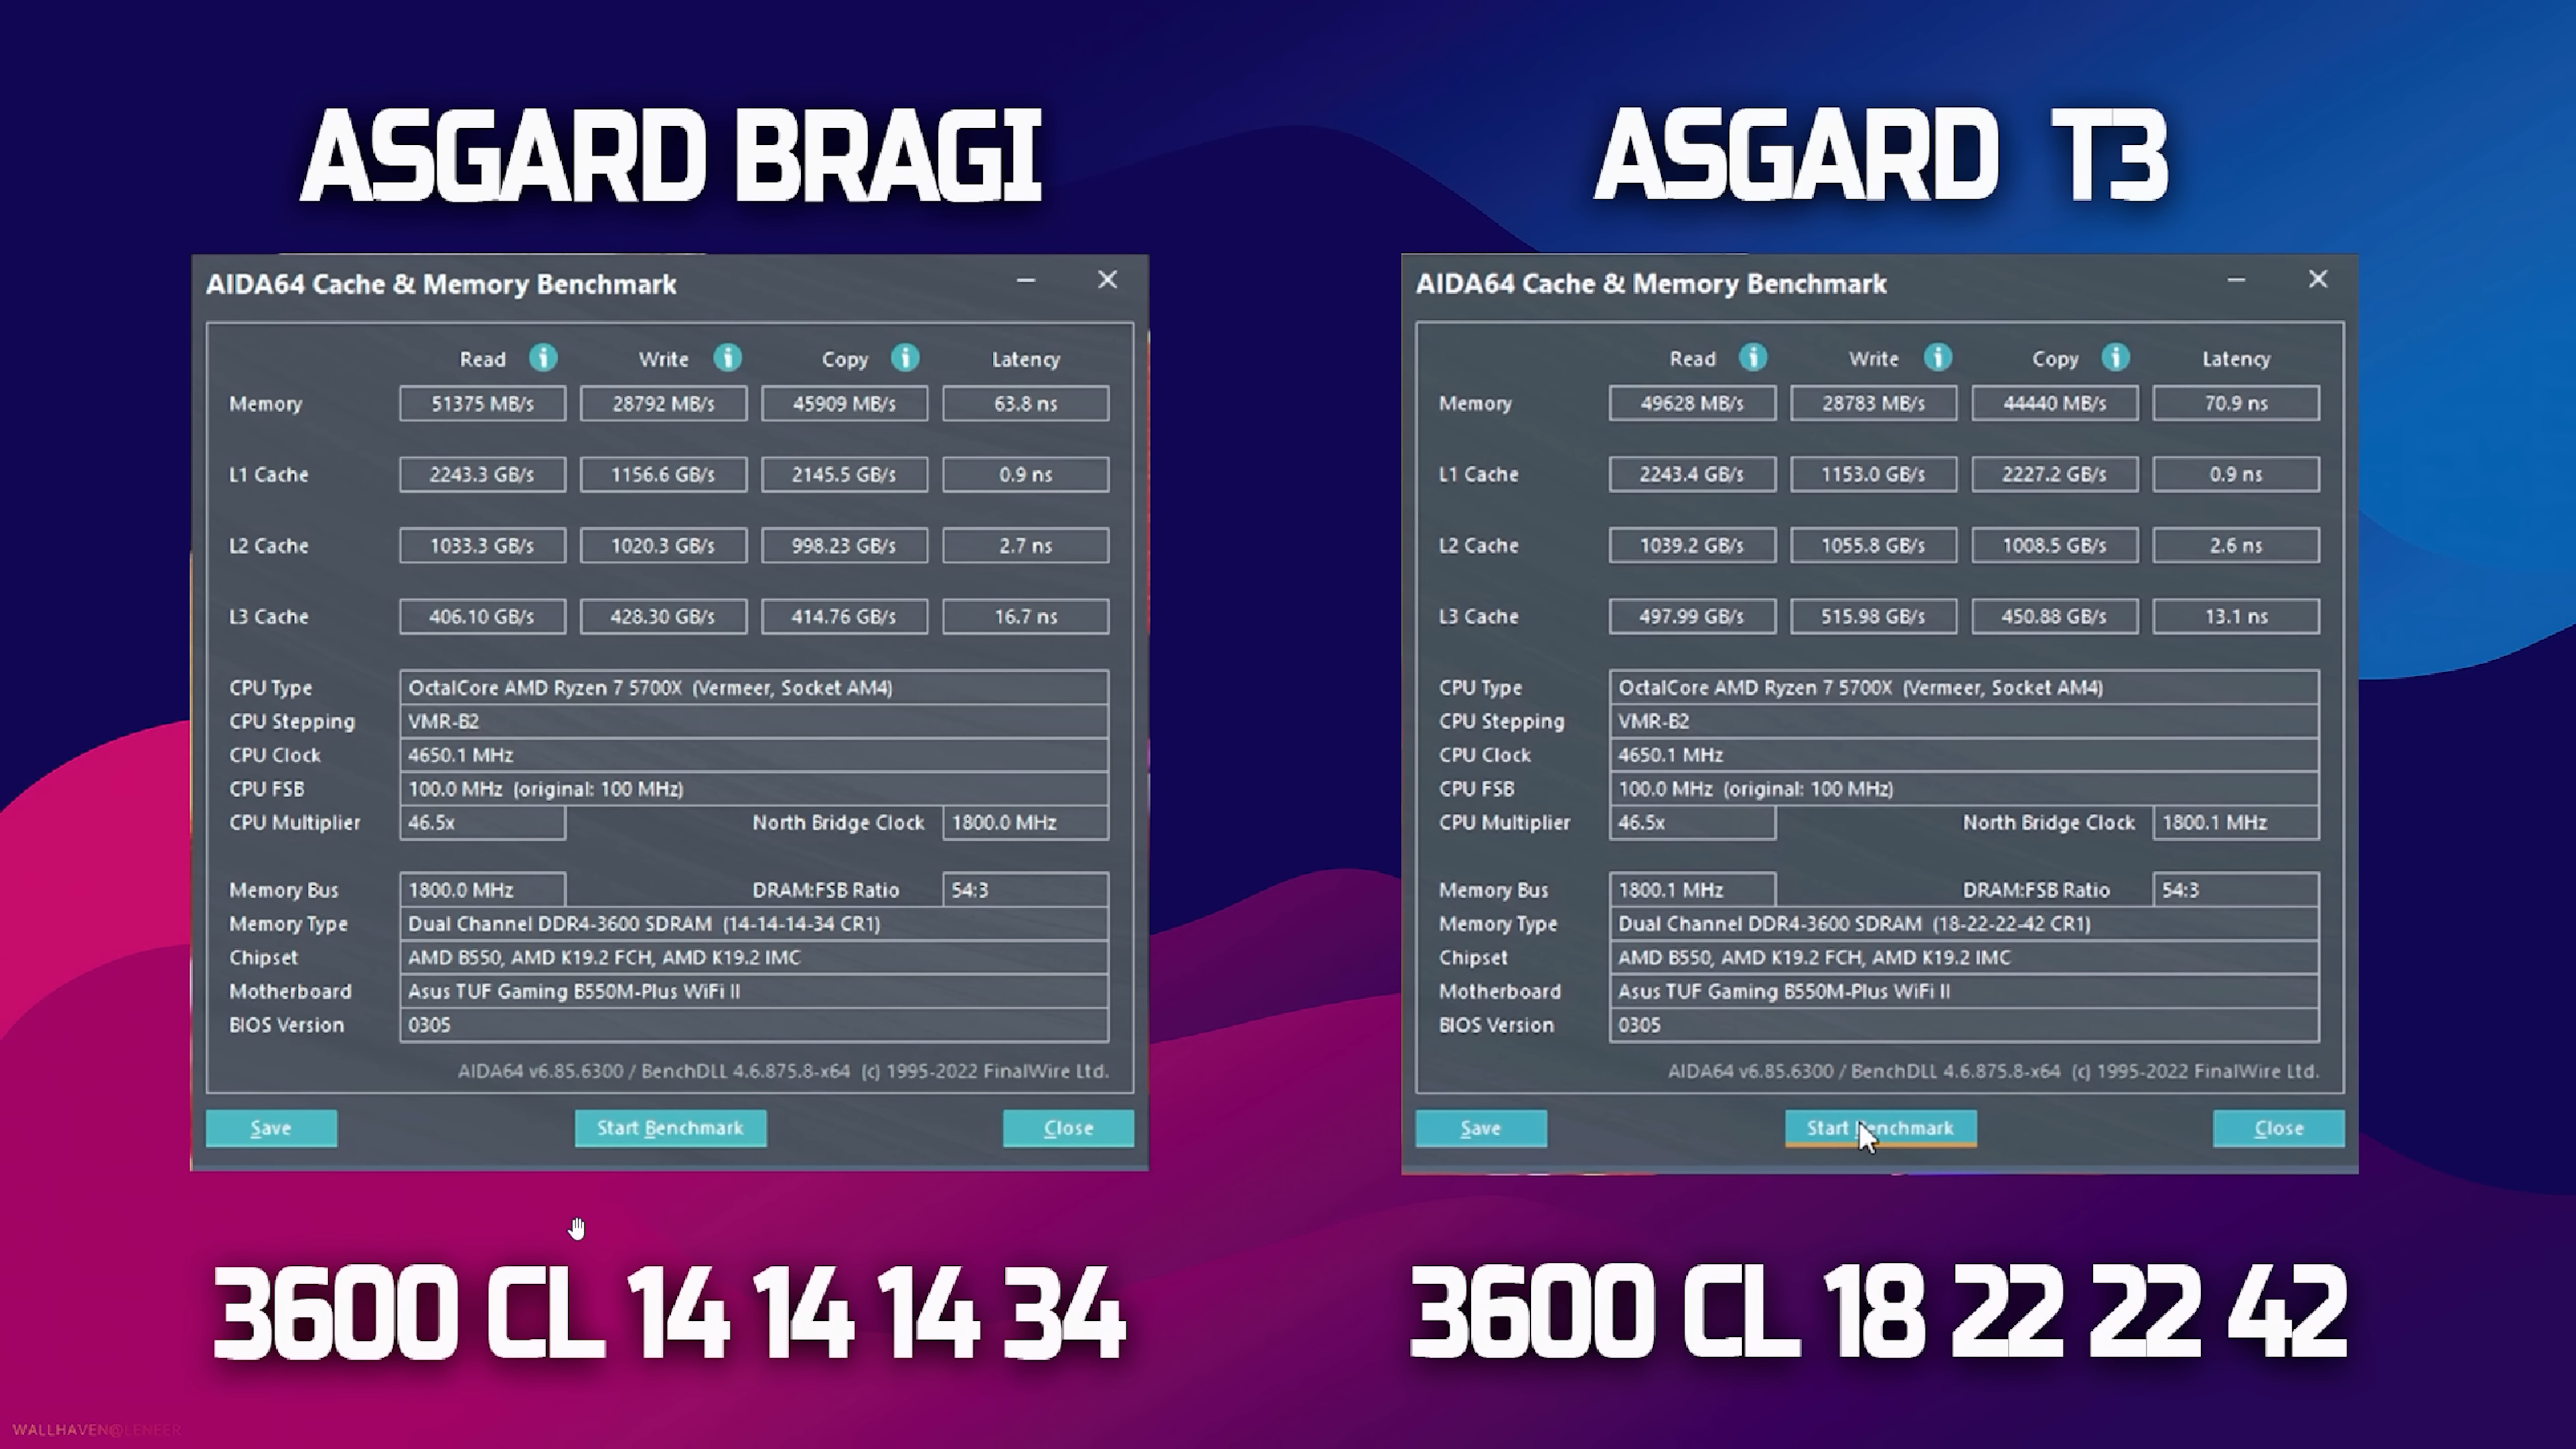 ASGARD BRAGI
ASGARD T3
AIDA64 Cache & Memory Benchmark
Read Write Copy Latency
Memory 51375 MB/s 28792 MB/s 45909 MB/s 63.8 ns
L1 Cache 2243.3 GB/s 1156.6 GB/s 2145.5 GB/s 0.9 ns
L2 Cache 1033.3 GB/s 1020.3 GB/s 998.23 GB/s 2.7 ns
L3 Cache 406.10 GB/s 428.30 GB/s 414.76 GB/s 16.7 ns
CPU Type OctalCore AMD Ryzen 7 5700X (Vermeer, Socket AM4)
CPU Stepping VMR-B2
CPU Clock 4650.1 MHz
CPU FSB 100.0 MHz (original: 100 MHz)
CPU Multiplier 46.5x North Bridge Clock 1800.0 MHz
Memory Bus 1800.0 MHz DRAM:FSB Ratio 54:3
Memory Type Dual Channel DDR4-3600 SDRAM (14-14-14-34 CR1)
Chipset AMD B550, AMD K19.2 FCH, AMD K19.2 IMC
Motherboard Asus TUF Gaming B550M-Plus WiFi II
BIOS Version 0305
AIDA64 v6.85.6300 / BenchDLL 4.6.875.8-x64 (c) 1995-2022 FinalWire Ltd.
Save Start Benchmark Close
AIDA64 Cache & Memory Benchmark
Read Write Copy Latency
Memory 49628 MB/s 28783 MB/s 44440 MB/s 70.9 ns
L1 Cache 2243.4 GB/s 1153.0 GB/s 2227.2 GB/s 0.9 ns
L2 Cache 1039.2 GB/s 1055.8 GB/s 1008.5 GB/s 2.6 ns
L3 Cache 497.99 GB/s 515.98 GB/s 450.88 GB/s 13.1 ns
CPU Type OctalCore AMD Ryzen 7 5700X (Vermeer, Socket AM4)
CPU Stepping VMR-B2
CPU Clock 4650.1 MHz
CPU FSB 100.0 MHz (original: 100 MHz)
CPU Multiplier 46.5x North Bridge Clock 1800.1 MHz
Memory Bus 1800.1 MHz DRAM:FSB Ratio 54:3
Memory Type Dual Channel DDR4-3600 SDRAM (18-22-22-42 CR1)
Chipset AMD B550, AMD K19.2 FCH, AMD K19.2 IMC
Motherboard Asus TUF Gaming B550M-Plus WiFi II
BIOS Version 0305
AIDA64 v6.85.6300 / BenchDLL 4.6.875.8-x64 (c) 1995-2022 FinalWire Ltd.
Save Start Benchmark Close
3600 CL 14 14 14 34
3600 CL 18 22 22 42
WALLHAVEN@LENEER